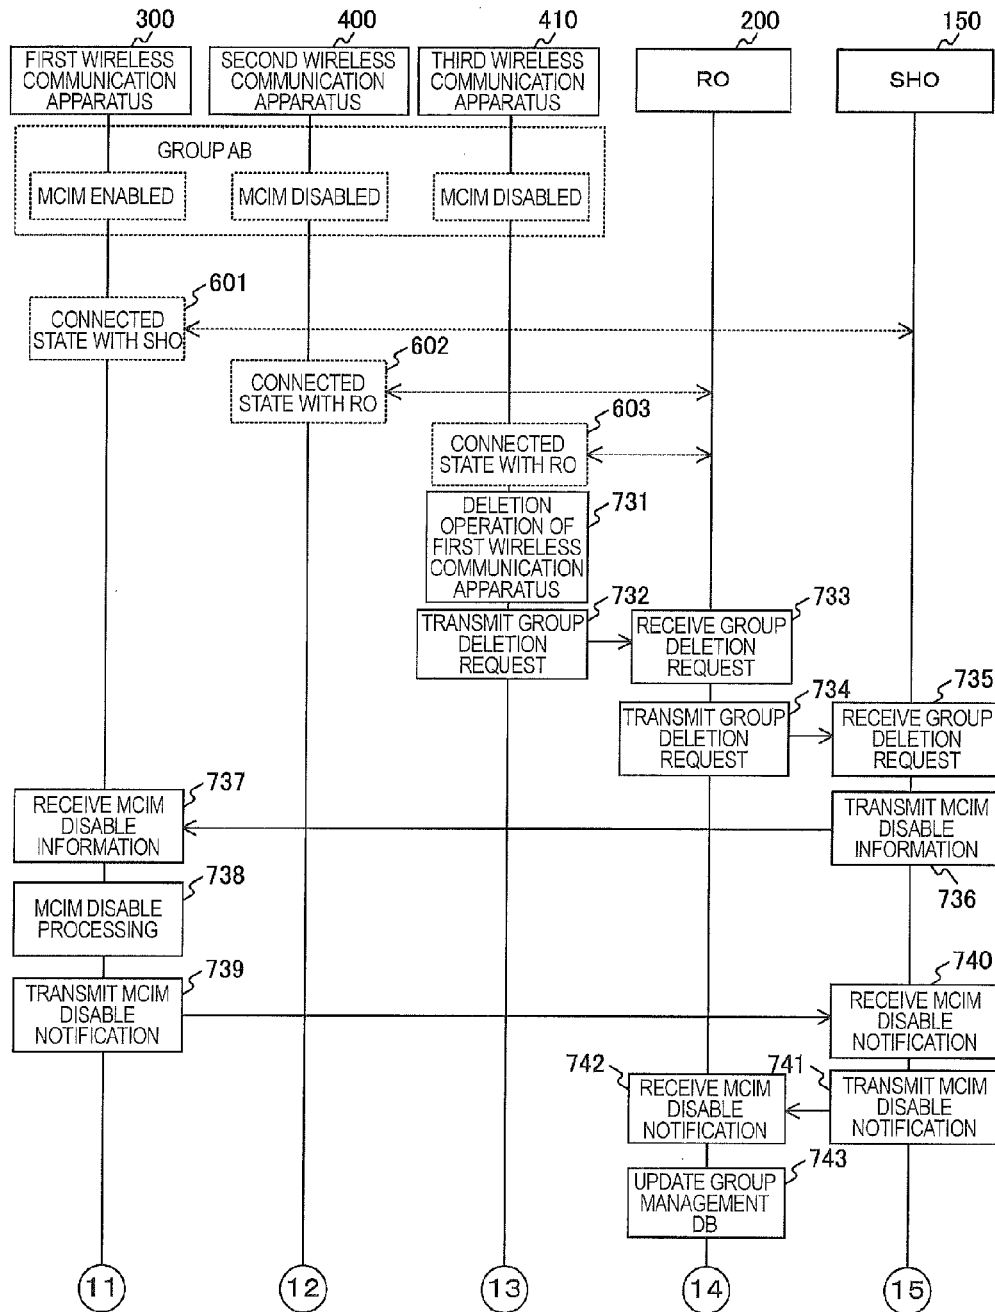 300
400
410
200
150
FIRST WIRELESS
COMMUNICATION
APPARATUS
SECOND WIRELESS
COMMUNICATION
APPARATUS
THIRD WIRELESS
COMMUNICATION
APPARATUS
RO
SHO
GROUP AB
MCIM ENABLED
MCIM DISABLED
MCIM DISABLED
601
CONNECTED
STATE WITH SHO
602
CONNECTED
STATE WITH RO
603
CONNECTED
STATE WITH RO
731
DELETION
OPERATION OF
FIRST WIRELESS
COMMUNICATION
APPARATUS
732
TRANSMIT GROUP
DELETION
REQUEST
733
RECEIVE GROUP
DELETION
REQUEST
734
TRANSMIT GROUP
DELETION
REQUEST
735
RECEIVE GROUP
DELETION
REQUEST
737
RECEIVE MCIM
DISABLE
INFORMATION
TRANSMIT MCIM
DISABLE
INFORMATION
736
738
MCIM DISABLE
PROCESSING
739
TRANSMIT MCIM
DISABLE
NOTIFICATION
740
RECEIVE MCIM
DISABLE
NOTIFICATION
742
RECEIVE MCIM
DISABLE
NOTIFICATION
741
TRANSMIT MCIM
DISABLE
NOTIFICATION
743
UPDATE GROUP
MANAGEMENT
DB
11
12
13
14
15